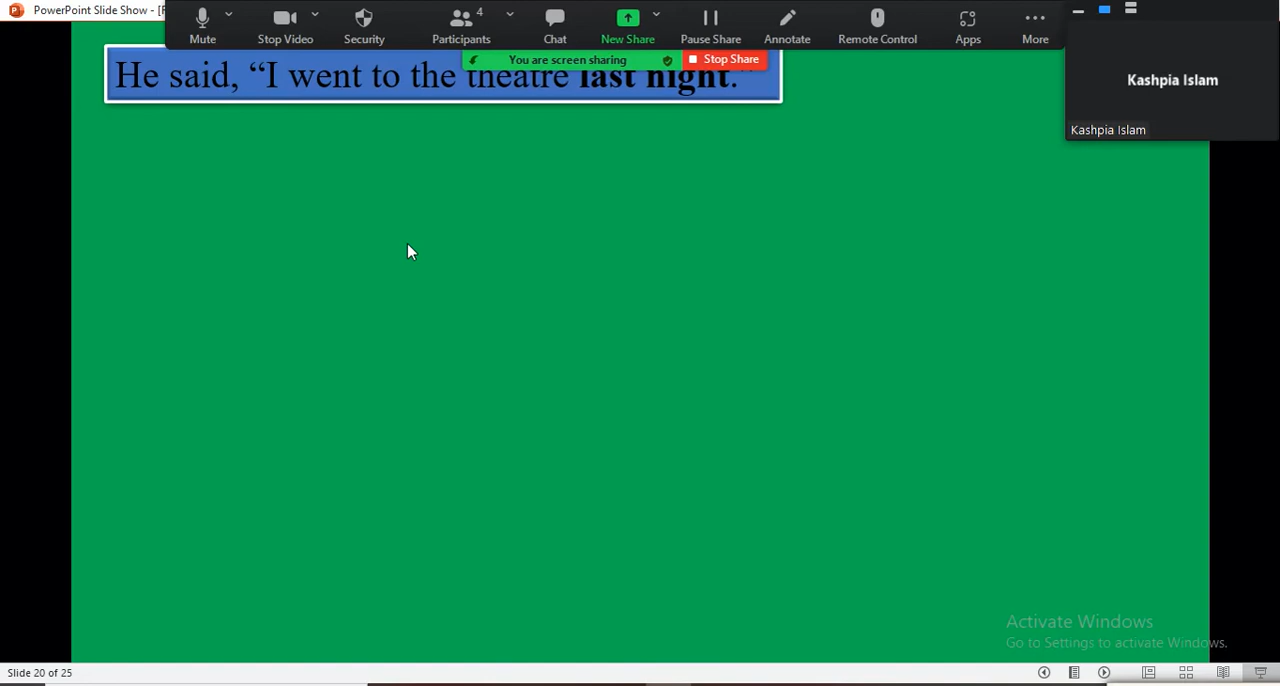 PowerPoint Slide Show - [
Mute
Stop Video
Security
Participants
4
Chat
New Share
Pause Share
Annotate
Remote Control
Apps
More
You are screen sharing
Stop Share
He said, “I went to the theatre last night.”
Kashpia Islam
Kashpia Islam
Activate Windows
Go to Settings to activate Windows.
Slide 20 of 25